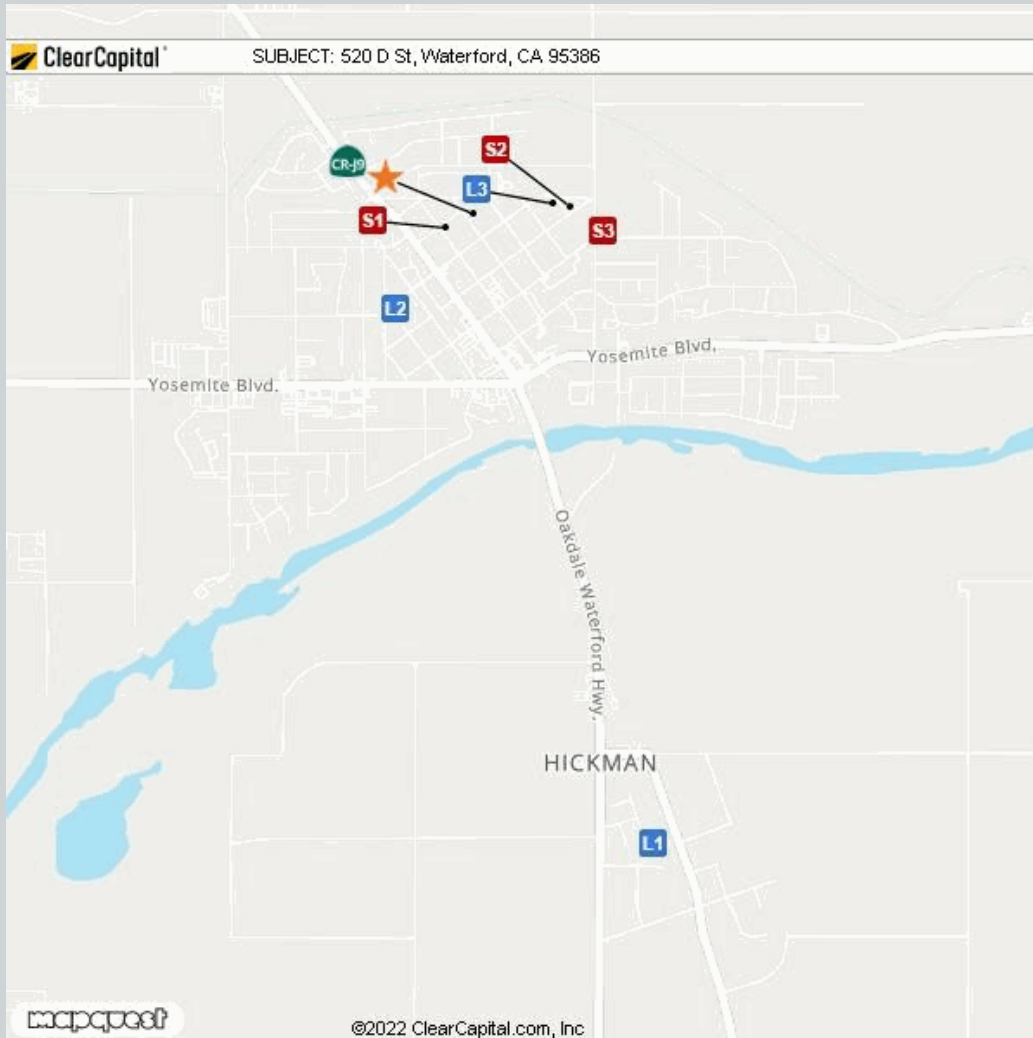 ClearCapital
SUBJECT: 520 D St, Waterford, CA 95386
S2
CR-J9
L3
S1
S3
L2
Yosemite Blvd.
Yosemite Blvd.
Oakdale Waterford Hwy.
HICKMAN
L1
mapquest
©2022 ClearCapital.com, Inc